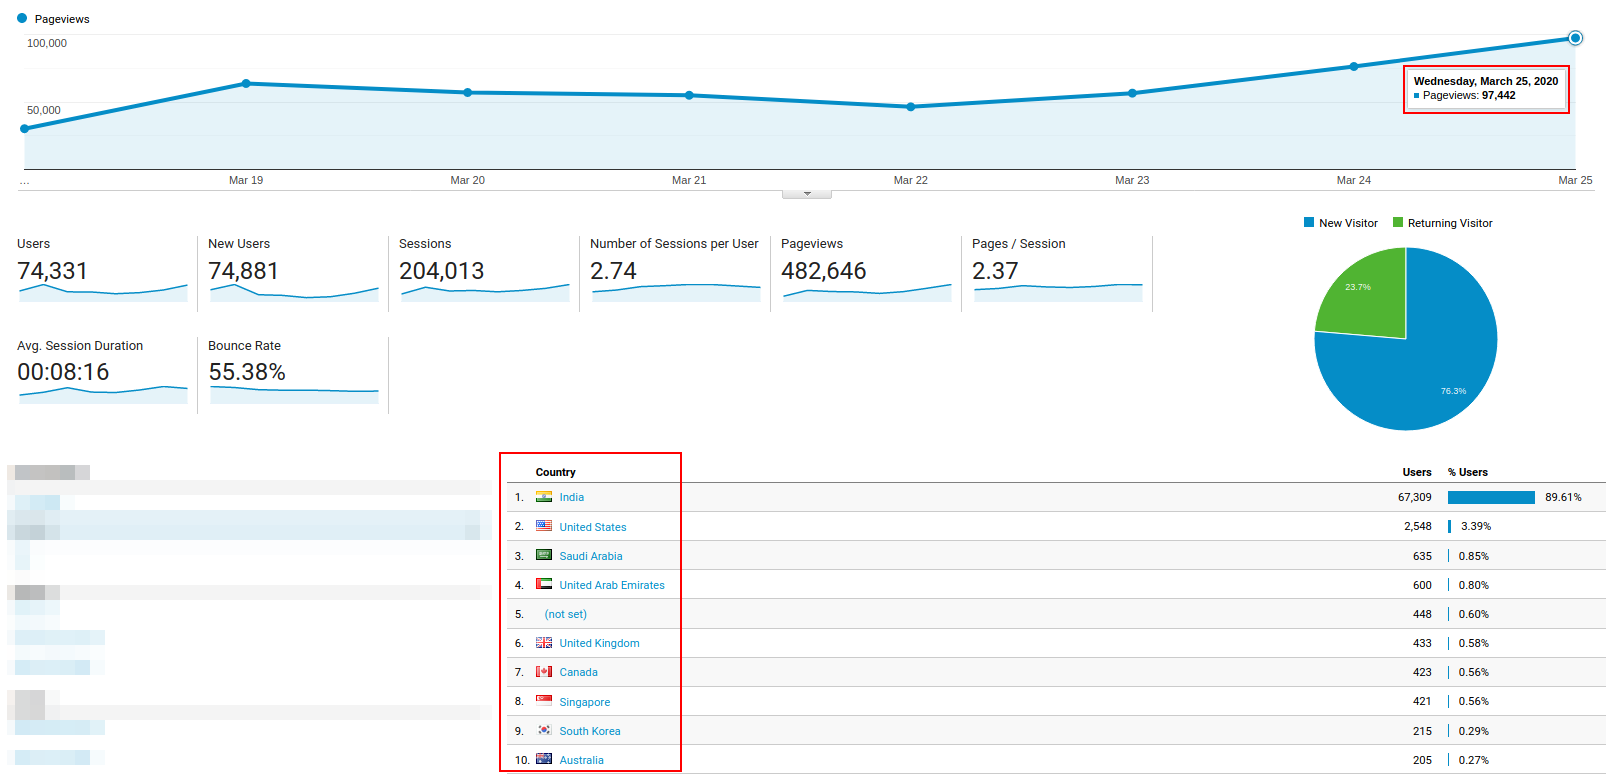 Pageviews
100,000
50,000
Wednesday, March 25, 2020
Pageviews: 97,442
... Mar 19 Mar 20 Mar 21 Mar 22 Mar 23 Mar 24 Mar 25
New Visitor Returning Visitor
Users New Users Sessions Number of Sessions per User Pageviews Pages / Session
74,331 74,881 204,013 2.74 482,646 2.37
23.7%
76.3%
Avg. Session Duration Bounce Rate
00:08:16 55.38%
Country Users % Users
1. India 67,309 89.61%
2. United States 2,548 3.39%
3. Saudi Arabia 635 0.85%
4. United Arab Emirates 600 0.80%
5. (not set) 448 0.60%
6. United Kingdom 433 0.58%
7. Canada 423 0.56%
8. Singapore 421 0.56%
9. South Korea 215 0.29%
10. Australia 205 0.27%